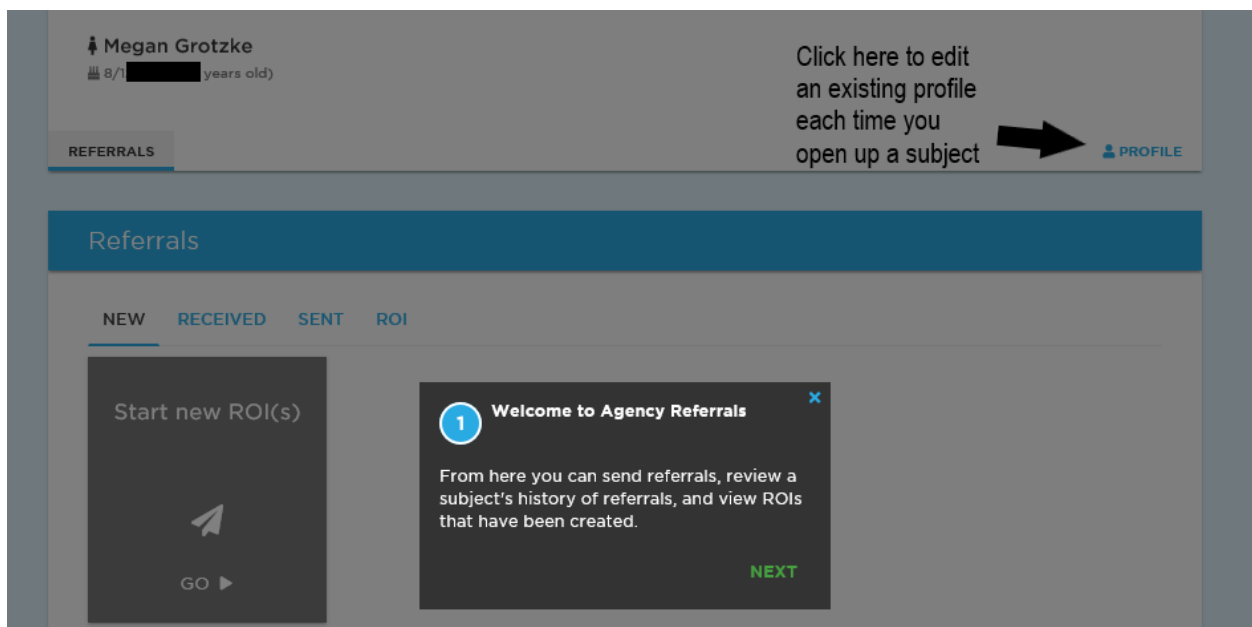 Megan Grotzke
8/1 years old)
Click here to edit
an existing profile
each time you
open up a subject
REFERRALS
PROFILE
Referrals
NEW RECEIVED SENT ROI
Start new ROI(s)
GO
1 Welcome to Agency Referrals
From here you can send referrals, review a
subject's history of referrals, and view ROIs
that have been created.
NEXT